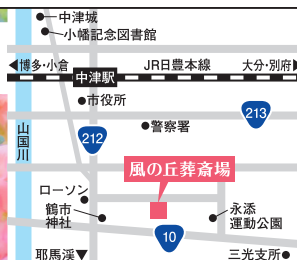 中津城
小幡記念図書館
◀博多・小倉
JR日豊本線
大分・別府▶
中津駅
市役所
213
山国川
212
警察署
風の丘葬斎場
ローソン
鶴市
神社
永添
運動公園
10
耶馬渓▼
三光支所